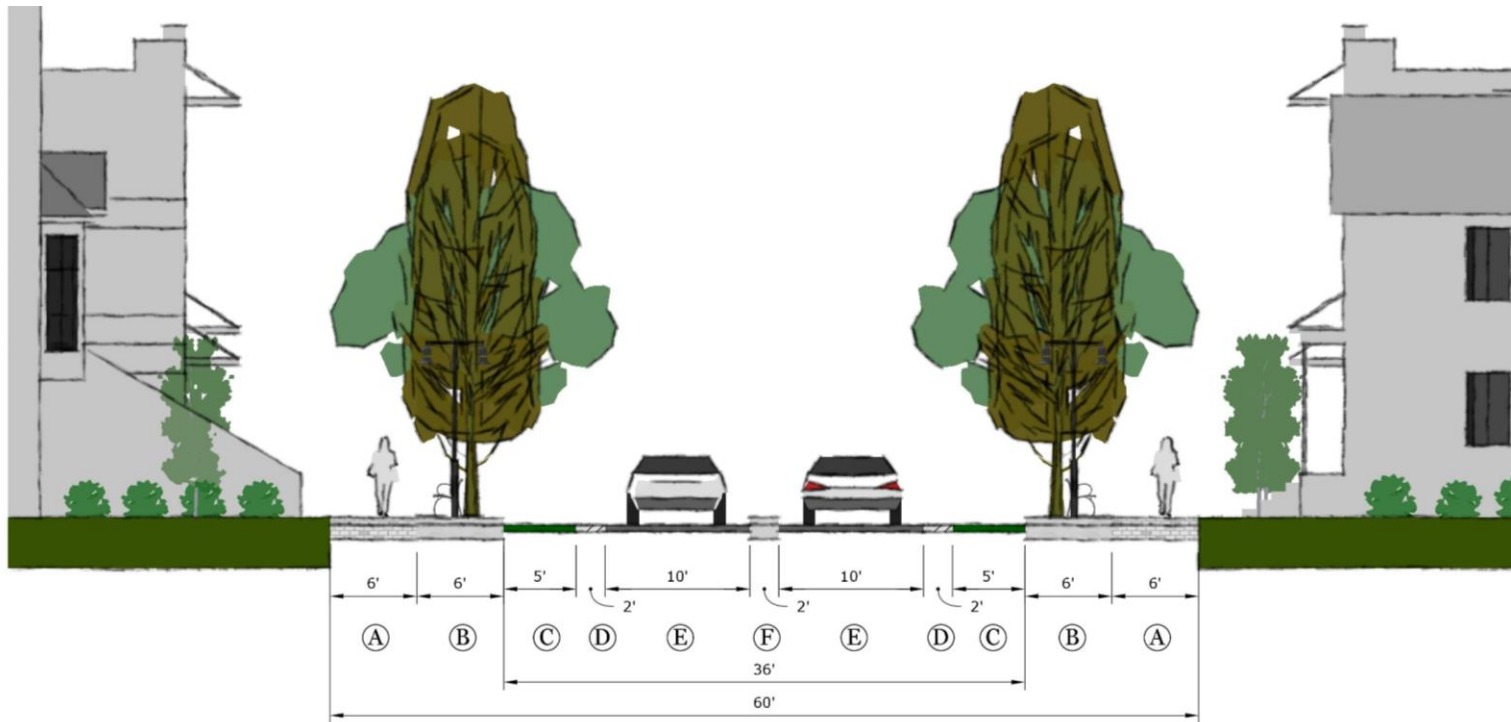 6' 6' 5' 10' 10' 5' 6' 6'
2' 2' 2'
Ⓐ Ⓑ Ⓒ Ⓓ Ⓔ Ⓕ Ⓔ Ⓓ Ⓒ Ⓑ Ⓐ
36'
60'